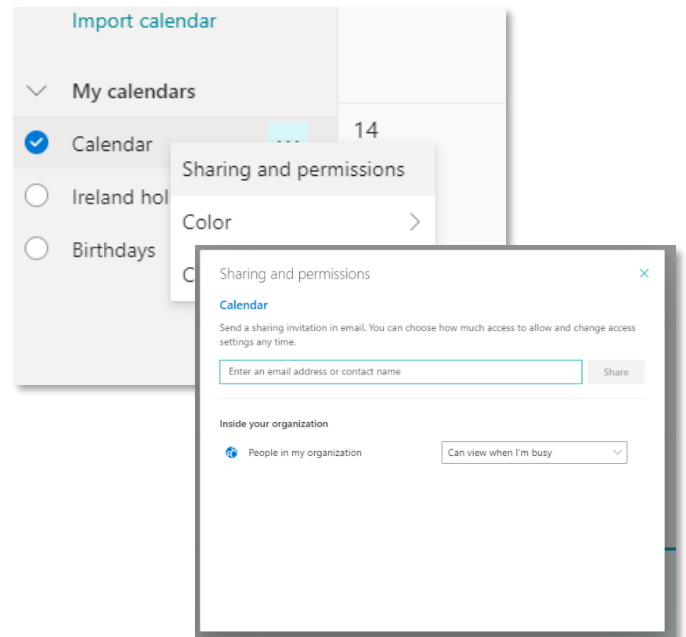 Import calendar
My calendars
Calendar
14
Sharing and permissions
Ireland hol
Color
Birthdays
C
Sharing and permissions
Calendar
Send a sharing invitation in email. You can choose how much access to allow and change access
settings any time.
Enter an email address or contact name
Share
Inside your organization
People in my organization
Can view when I'm busy